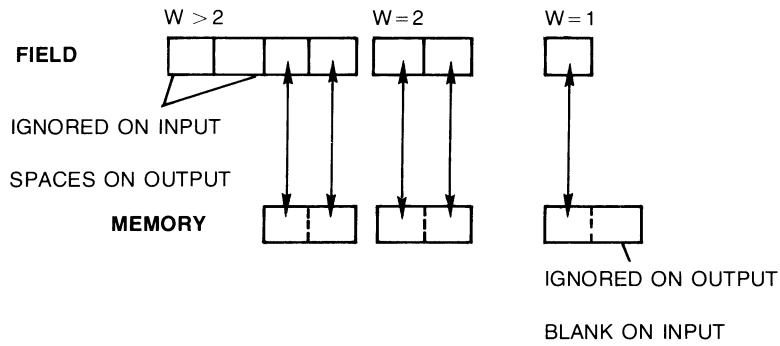 W > 2
W = 2
W = 1
FIELD
IGNORED ON INPUT
SPACES ON OUTPUT
MEMORY
IGNORED ON OUTPUT
BLANK ON INPUT